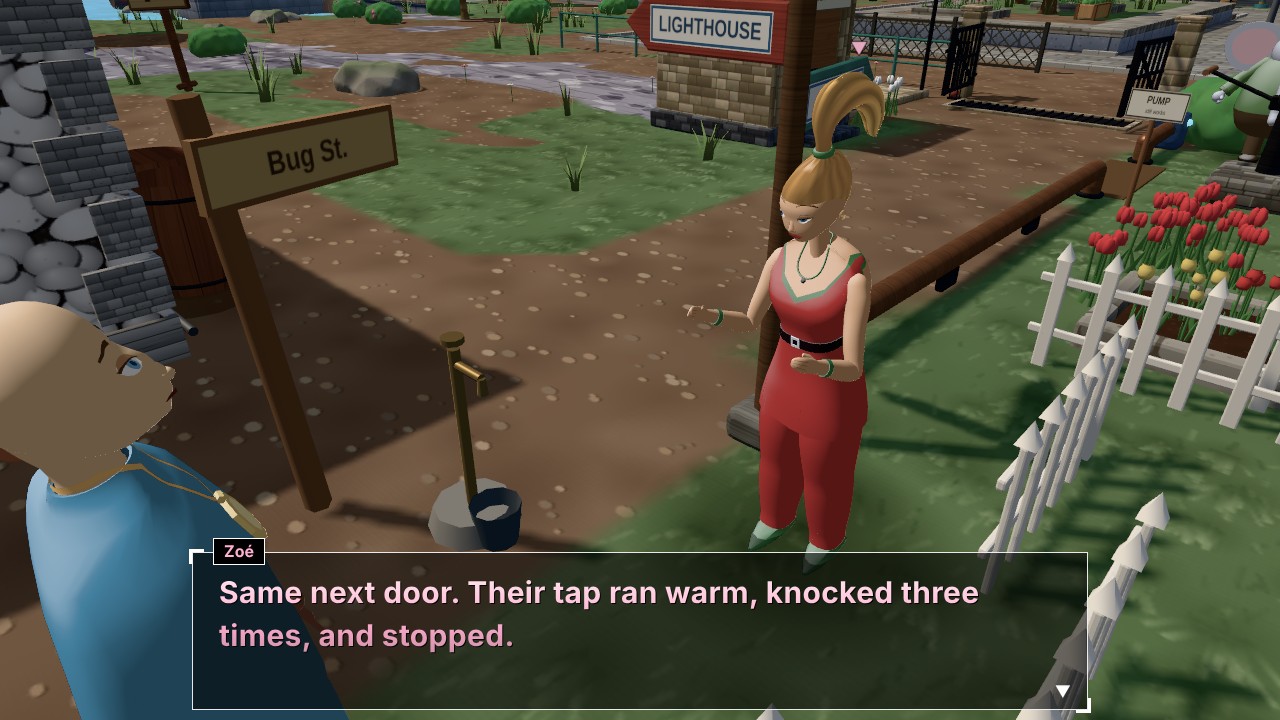 LIGHTHOUSE
PUMP
Bug St.
Zoé
Same next door. Their tap ran warm, knocked three
times, and stopped.